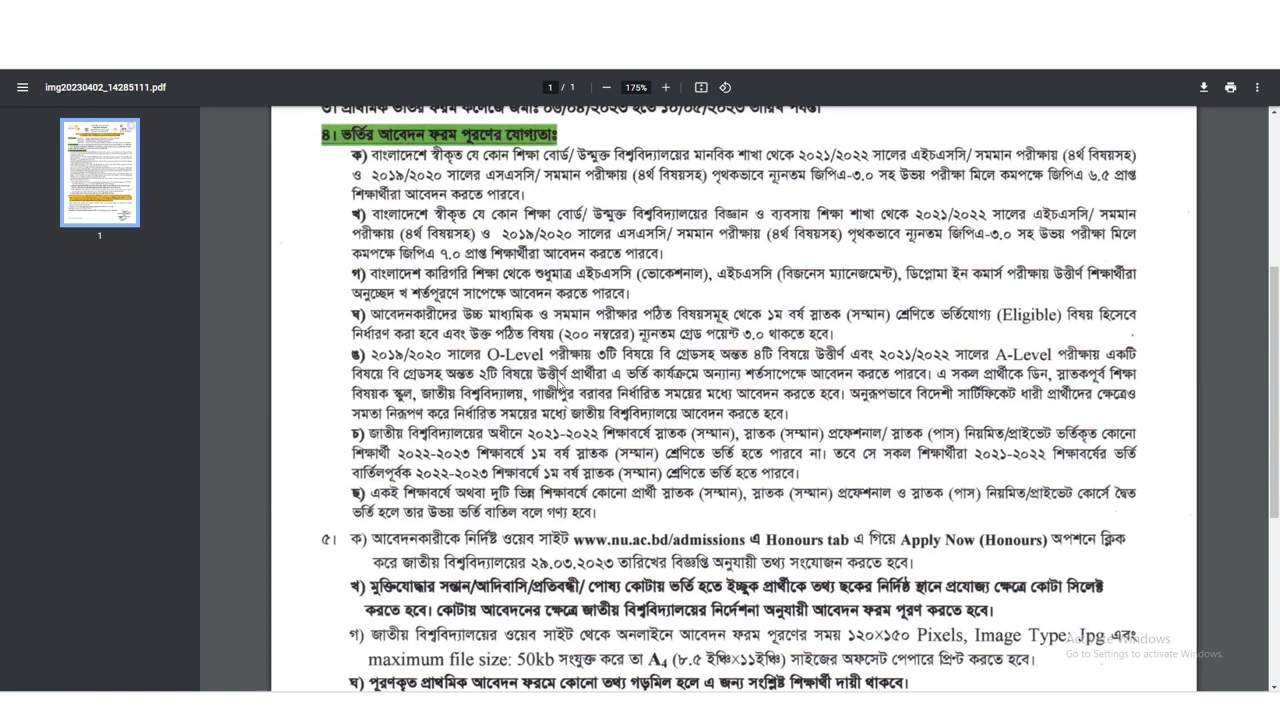 img20230402_14285111.pdf
1 / 1
175%
1
৩। প্রাথমিক ভর্তির ফরম কলেজে জমাঃ ০৬/০৪/২০২৩ হতে ১০/০৫/২০২৩ তারিখ পর্যন্ত।
৪। ভর্তির আবেদন ফরম পূরণের যোগ্যতাঃ
ক) বাংলাদেশে স্বীকৃত যে কোন শিক্ষা বোর্ড/ উন্মুক্ত বিশ্ববিদ্যালয়ের মানবিক শাখা থেকে ২০২১/২০২২ সালের এইচএসসি/ সমমান পরীক্ষায় (৪র্থ বিষয়সহ)
ও ২০১৯/২০২০ সালের এসএসসি/ সমমান পরীক্ষায় (৪র্থ বিষয়সহ) পৃথকভাবে ন্যূনতম জিপিএ-৩.০ সহ উভয় পরীক্ষা মিলে কমপক্ষে জিপিএ ৬.৫ প্রাপ্ত
শিক্ষার্থীরা আবেদন করতে পারবে।
খ) বাংলাদেশে স্বীকৃত যে কোন শিক্ষা বোর্ড/ উন্মুক্ত বিশ্ববিদ্যালয়ের বিজ্ঞান ও ব্যবসায় শিক্ষা শাখা থেকে ২০২১/২০২২ সালের এইচএসসি/ সমমান
পরীক্ষায় (৪র্থ বিষয়সহ) ও ২০১৯/২০২০ সালের এসএসসি/ সমমান পরীক্ষায় (৪র্থ বিষয়সহ) পৃথকভাবে ন্যূনতম জিপিএ-৩.০ সহ উভয় পরীক্ষা মিলে
কমপক্ষে জিপিএ ৭.০ প্রাপ্ত শিক্ষার্থীরা আবেদন করতে পারবে।
গ) বাংলাদেশ কারিগরি শিক্ষা থেকে শুধুমাত্র এইচএসসি (ভোকেশনাল), এইচএসসি (বিজনেস ম্যানেজমেন্ট), ডিপ্লোমা ইন কমার্স পরীক্ষায় উত্তীর্ণ শিক্ষার্থীরা
অনুচ্ছেদ খ শর্তপূরণে সাপেক্ষে আবেদন করতে পারবে।
ঘ) আবেদনকারীদের উচ্চ মাধ্যমিক ও সমমান পরীক্ষার পঠিত বিষয়সমূহ থেকে ১ম বর্ষ স্নাতক (সম্মান) শ্রেণিতে ভর্তিযোগ্য (Eligible) বিষয় হিসেবে
নির্ধারণ করা হবে এবং উক্ত পঠিত বিষয় (২০০ নম্বরের) ন্যূনতম গ্রেড পয়েন্ট ৩.০ থাকতে হবে।
ঙ) ২০১৯/২০২০ সালের O-Level পরীক্ষায় ৩টি বিষয়ে বি গ্রেডসহ অন্তত ৪টি বিষয়ে উত্তীর্ণ এবং ২০২১/২০২২ সালের A-Level পরীক্ষায় একটি
বিষয়ে বি গ্রেডসহ অন্তত ২টি বিষয়ে উত্তীর্ণ প্রার্থীরা এ ভর্তি কার্যক্রমে অন্যান্য শর্তসাপেক্ষে আবেদন করতে পারবে। এ সকল প্রার্থীকে ডিন, স্নাতকপূর্ব শিক্ষা
বিষয়ক স্কুল, জাতীয় বিশ্ববিদ্যালয়, গাজীপুর বরাবর নির্ধারিত সময়ের মধ্যে আবেদন করতে হবে। অনুরূপভাবে বিদেশী সার্টিফিকেট ধারী প্রার্থীদের ক্ষেত্রেও
সমতা নিরূপণ করে নির্ধারিত সময়ের মধ্যে জাতীয় বিশ্ববিদ্যালয়ে আবেদন করতে হবে।
চ) জাতীয় বিশ্ববিদ্যালয়ের অধীনে ২০২১-২০২২ শিক্ষাবর্ষে স্নাতক (সম্মান), স্নাতক (সম্মান) প্রফেশনাল/ স্নাতক (পাস) নিয়মিত/প্রাইভেট ভর্তিকৃত কোনো
শিক্ষার্থী ২০২২-২০২৩ শিক্ষাবর্ষে ১ম বর্ষ স্নাতক (সম্মান) শ্রেণিতে ভর্তি হতে পারবে না। তবে সে সকল শিক্ষার্থীরা ২০২১-২০২২ শিক্ষাবর্ষের ভর্তি
বার্তিলপূর্বক ২০২২-২০২৩ শিক্ষাবর্ষে ১ম বর্ষ স্নাতক (সম্মান) শ্রেণিতে ভর্তি হতে পারবে।
ছ) একই শিক্ষাবর্ষে অথবা দুটি ভিন্ন শিক্ষাবর্ষে কোনো প্রার্থী স্নাতক (সম্মান), স্নাতক (সম্মান) প্রফেশনাল ও স্নাতক (পাস) নিয়মিত/প্রাইভেট কোর্সে দ্বৈত
ভর্তি হলে তার উভয় ভর্তি বাতিল বলে গণ্য হবে।
৫। ক) আবেদনকারীকে নির্দিষ্ট ওয়েব সাইট www.nu.ac.bd/admissions এ Honours tab এ গিয়ে Apply Now (Honours) অপশনে ক্লিক
করে জাতীয় বিশ্ববিদ্যালয়ের ২৯.০৩.২০২৩ তারিখের বিজ্ঞপ্তি অনুযায়ী তথ্য সংযোজন করতে হবে।
খ) মুক্তিযোদ্ধার সন্তান/আদিবাসি/প্রতিবন্ধী/ পোষ্য কোটায় ভর্তি হতে ইচ্ছুক প্রার্থীকে তথ্য ছকের নির্দিষ্ঠ স্থানে প্রযোজ্য ক্ষেত্রে কোটা সিলেক্ট
করতে হবে। কোটায় আবেদনের ক্ষেত্রে জাতীয় বিশ্ববিদ্যালয়ের নির্দেশনা অনুযায়ী আবেদন ফরম পূরণ করতে হবে।
গ) জাতীয় বিশ্ববিদ্যালয়ের ওয়েব সাইট থেকে অনলাইনে আবেদন ফরম পূরণের সময় ১২০×১৫০ Pixels, Image Type: Jpg এবং
maximum file size: 50kb সংযুক্ত করে তা A4 (৮.৫ ইঞ্চি×১১ইঞ্চি) সাইজের অফসেট পেপারে প্রিন্ট করতে হবে।
ঘ) পূরণকৃত প্রাথমিক আবেদন ফরমে কোনো তথ্য গড়মিল হলে এ জন্য সংশ্লিষ্ট শিক্ষার্থী দায়ী থাকবে।
Activate Windows
Go to Settings to activate Windows.